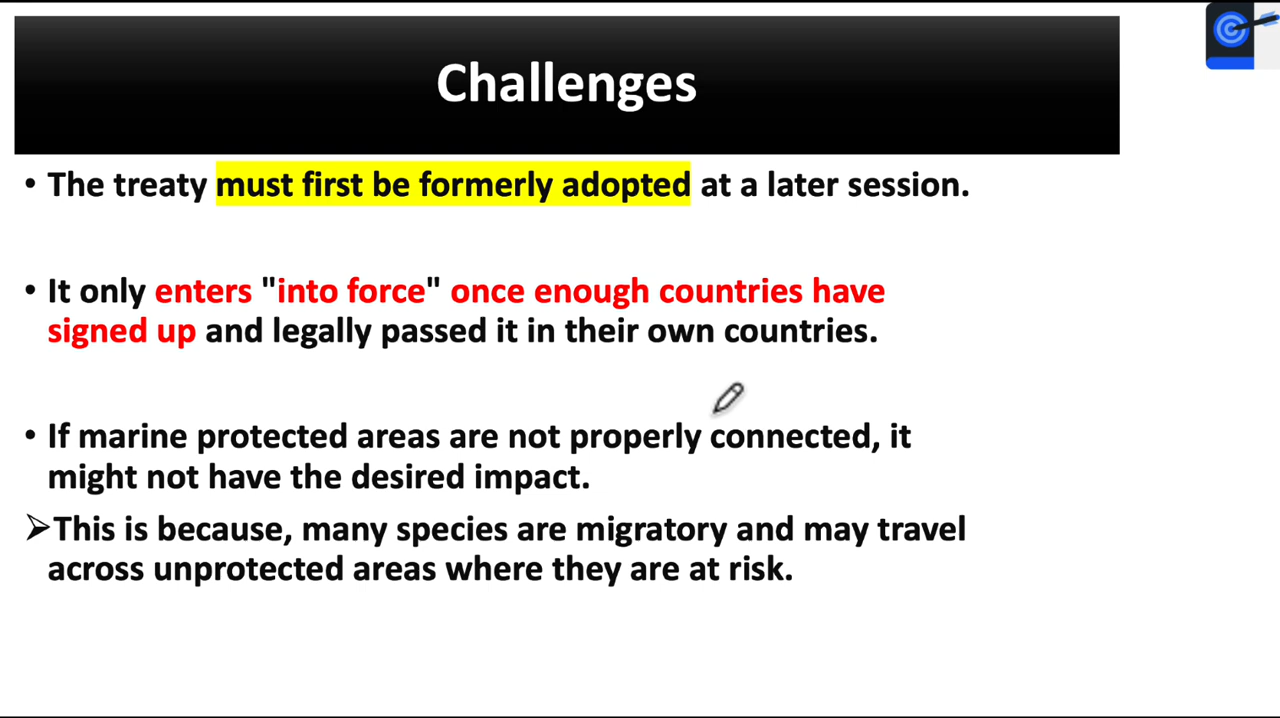 Challenges
• The treaty must first be formerly adopted at a later session.
• It only enters "into force" once enough countries have
signed up and legally passed it in their own countries.
• If marine protected areas are not properly connected, it
might not have the desired impact.
➢This is because, many species are migratory and may travel
across unprotected areas where they are at risk.